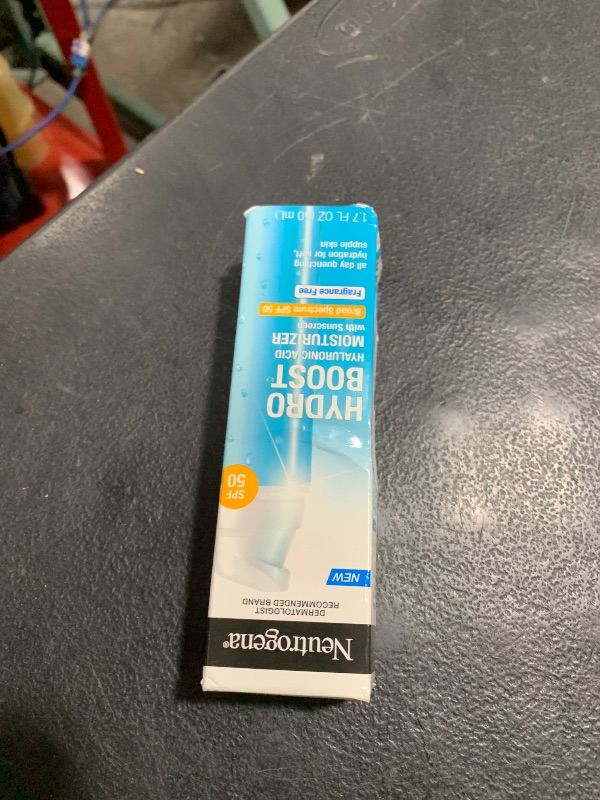 Neutrogena®
DERMATOLOGIST
RECOMMENDED BRAND
NEW
SPF
50
HYDRO
BOOST
HYALURONIC ACID
MOISTURIZER
with Sunscreen
Broad Spectrum SPF 50
Fragrance Free
all day quenching
hydration for soft,
supple skin
1.7 FL OZ (50 mL)